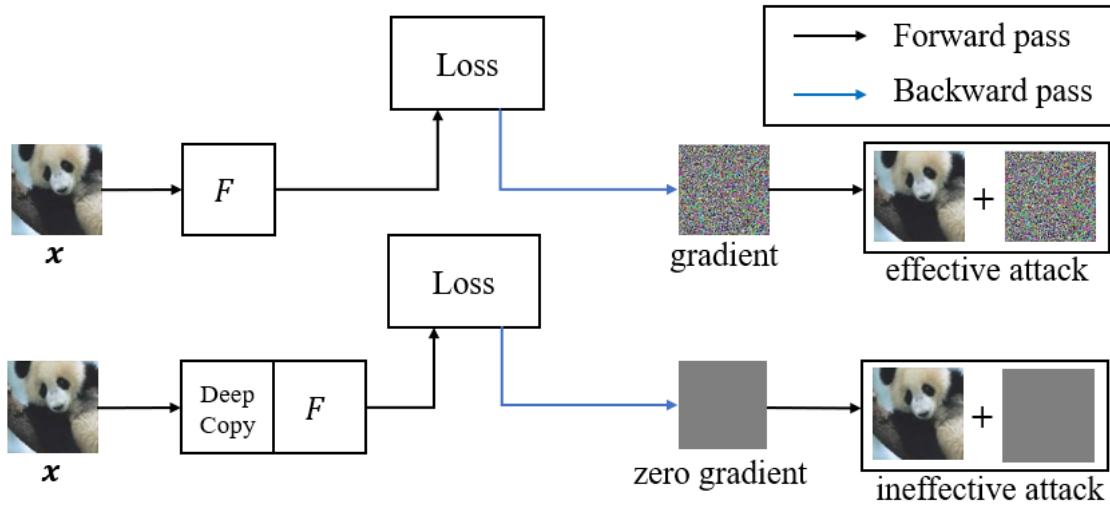 Loss
Forward pass
Backward pass
F
+
x
gradient
effective attack
Loss
Deep
Copy
F
+
x
zero gradient
ineffective attack